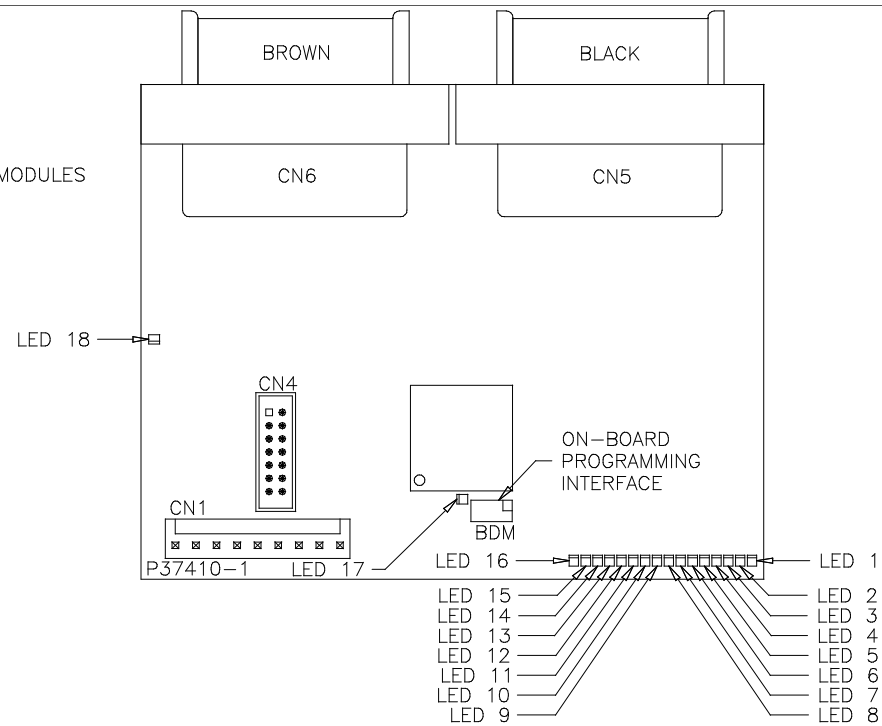 BROWN
BLACK
MODULES
CN6
CN5
LED 18
CN4
ON-BOARD
PROGRAMMING
INTERFACE
CN1
BDM
P37410-1
LED 17
LED 16
LED 1
LED 15
LED 2
LED 14
LED 3
LED 13
LED 4
LED 12
LED 5
LED 11
LED 6
LED 10
LED 7
LED 9
LED 8